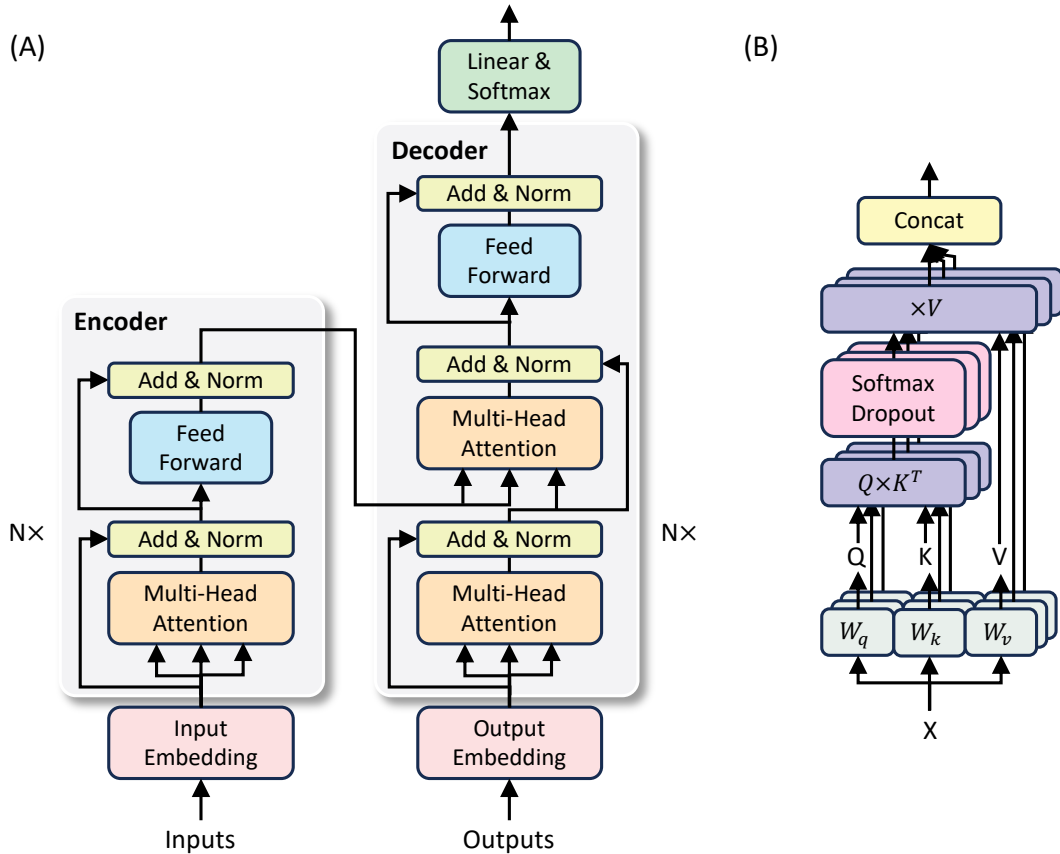 (A)
Linear &
Softmax
Decoder
Add & Norm
Feed
Forward
Add & Norm
Multi-Head
Attention
Add & Norm
Multi-Head
Attention
N×
Output
Embedding
Outputs
Encoder
Add & Norm
Feed
Forward
N×
Add & Norm
Multi-Head
Attention
Input
Embedding
Inputs
(B)
Concat
×V
Softmax
Dropout
Q×K^T
Q K V
W_q W_k W_v
X